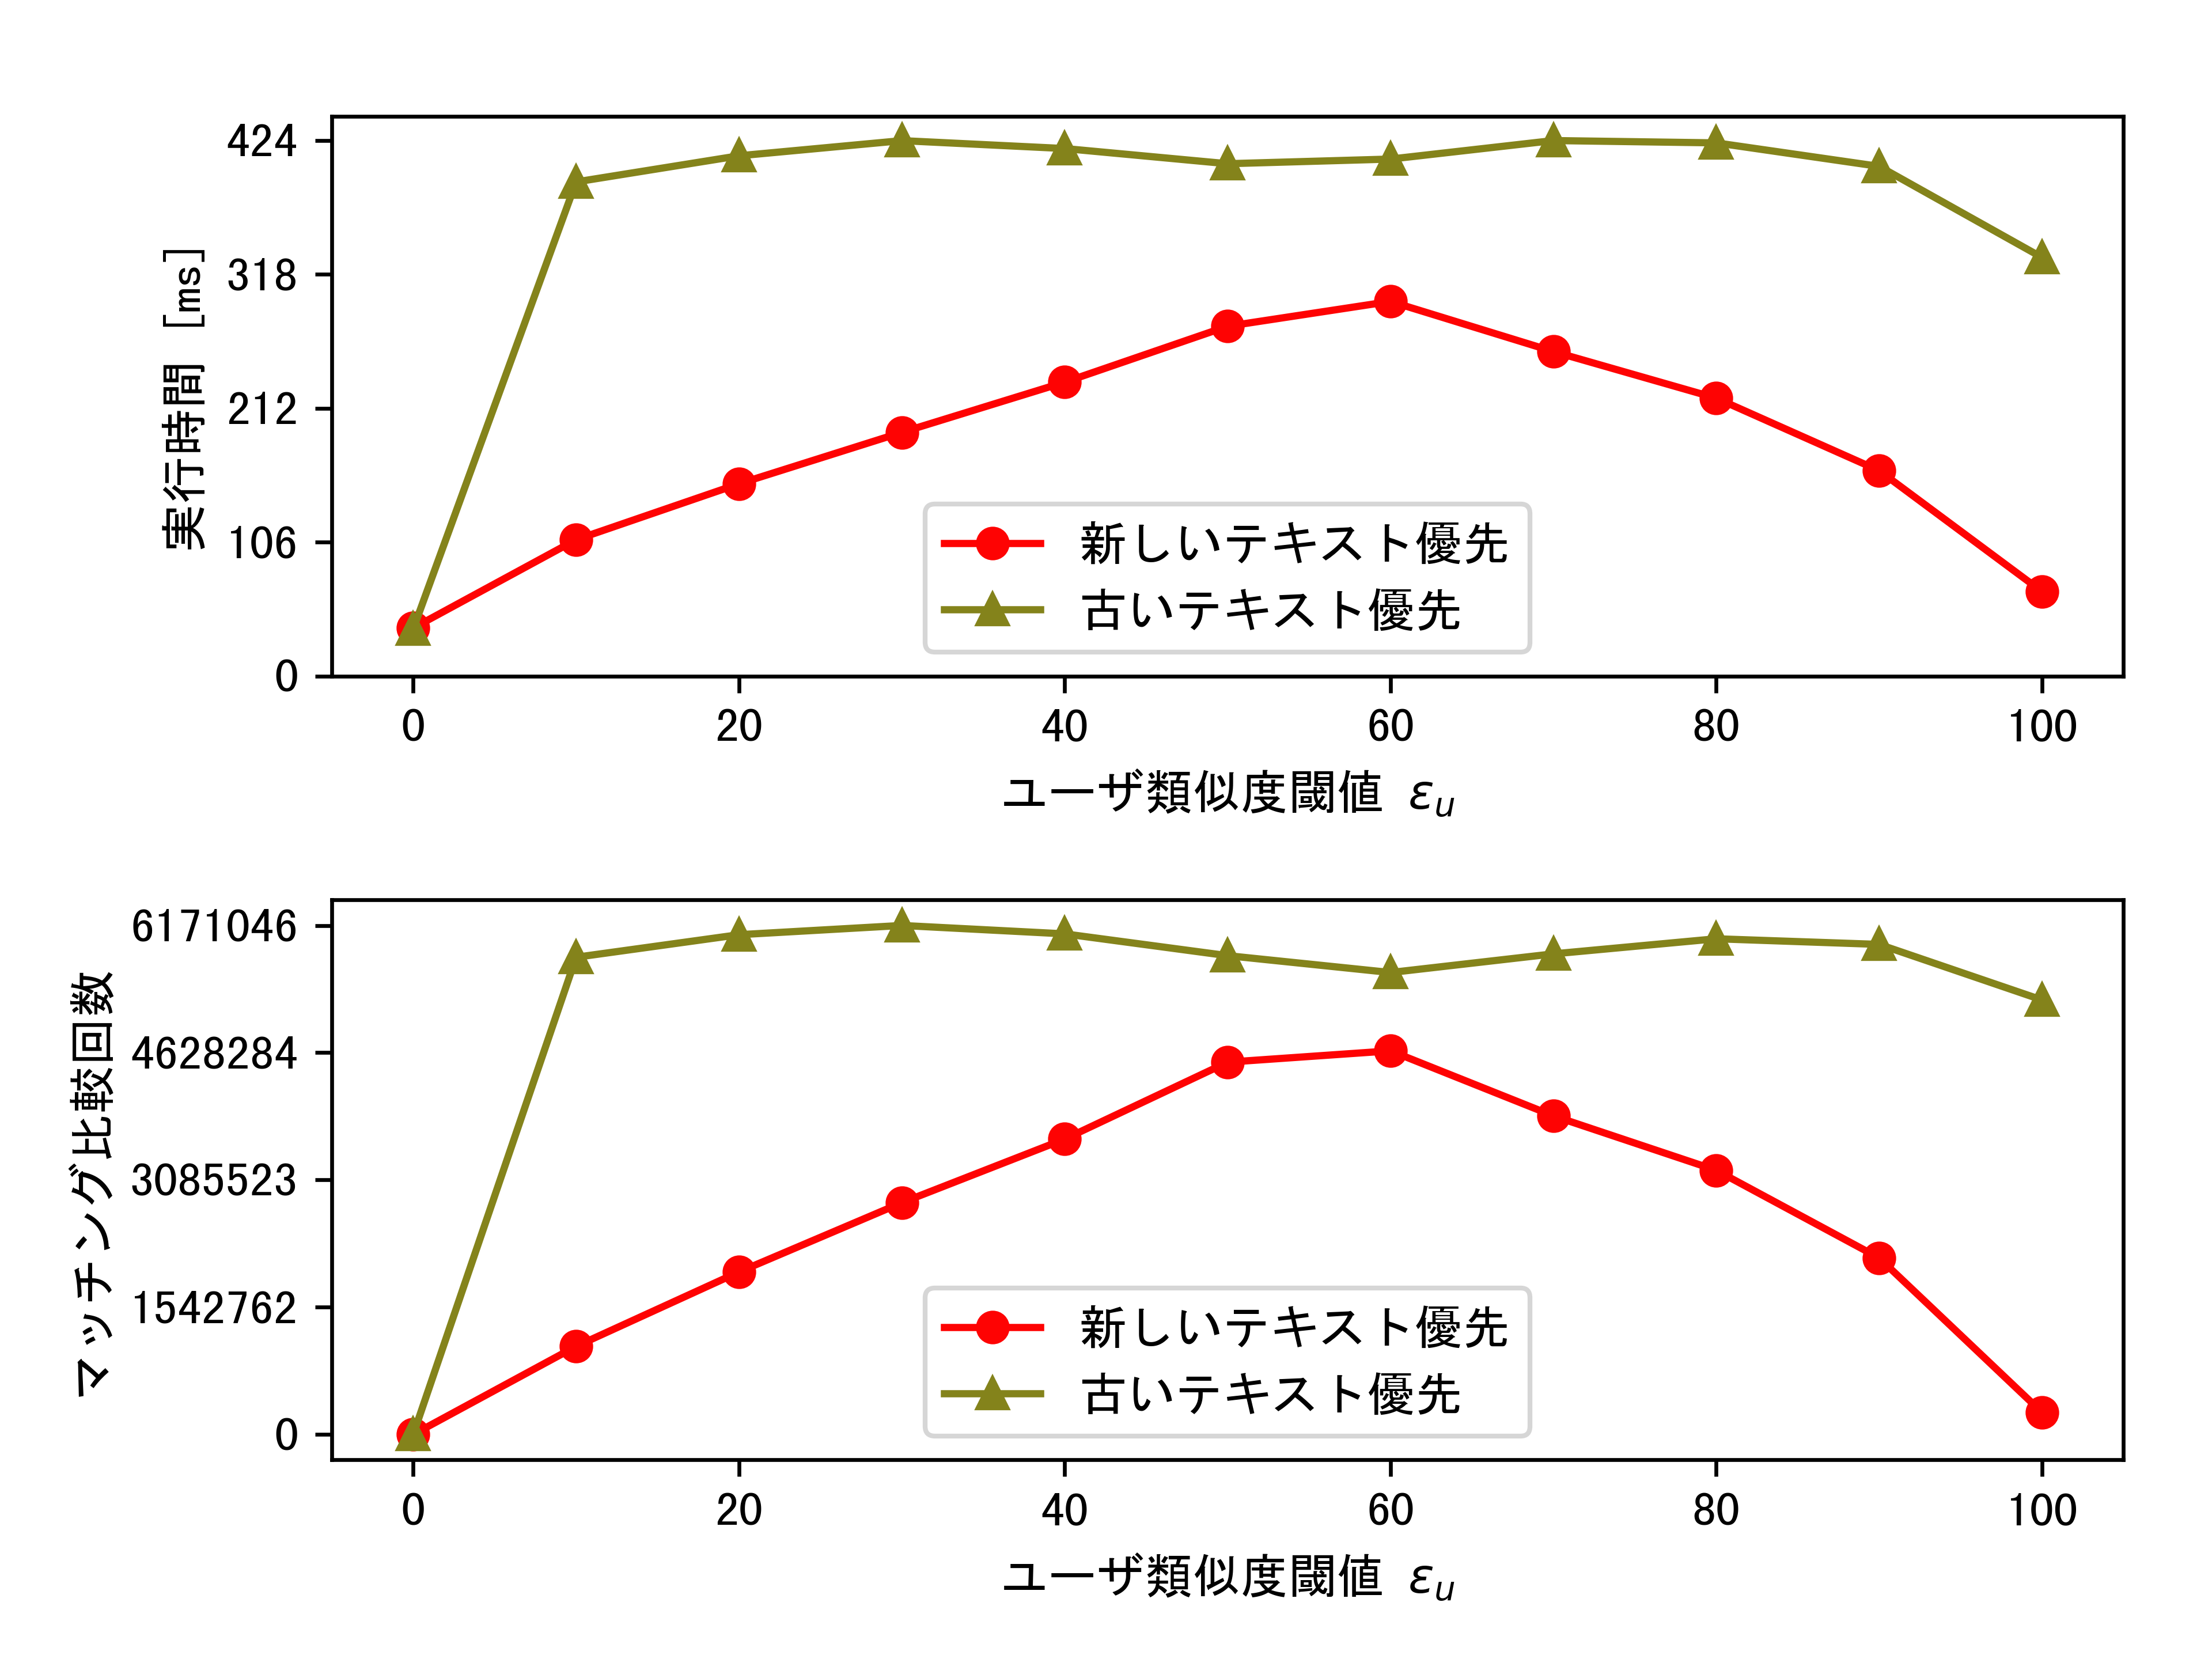 424
318
212
106
0
実行時間 [ms]
新しいテキスト優先
古いテキスト優先
0 20 40 60 80 100
ユーザ類似度閾値 εu
6171046
4628284
3085523
1542762
0
マッチング比較回数
新しいテキスト優先
古いテキスト優先
0 20 40 60 80 100
ユーザ類似度閾値 εu